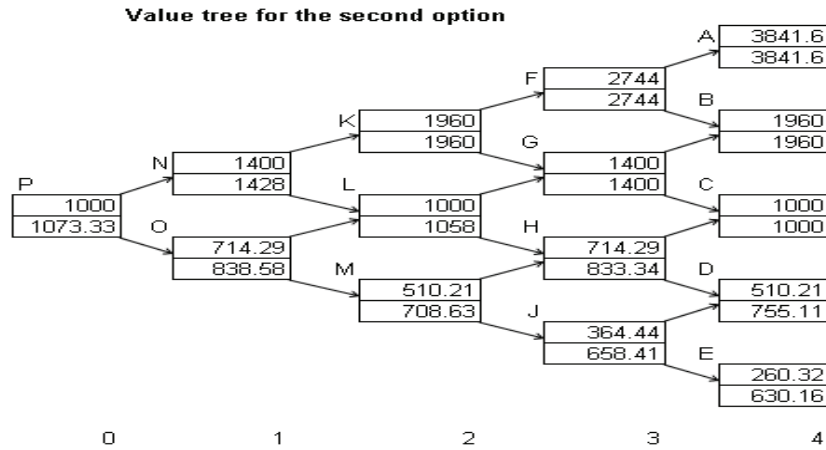 Value tree for the second option
A
3841.6
3841.6
F
2744
2744
B
K
1960
1960
1960
1960
G
N
1400
1428
1400
1400
P
L
C
1000
1073.33
1000
1058
1000
1000
O
H
714.29
838.58
714.29
833.34
M
D
510.21
708.63
510.21
755.11
J
364.44
658.41
E
260.32
630.16
0 1 2 3 4